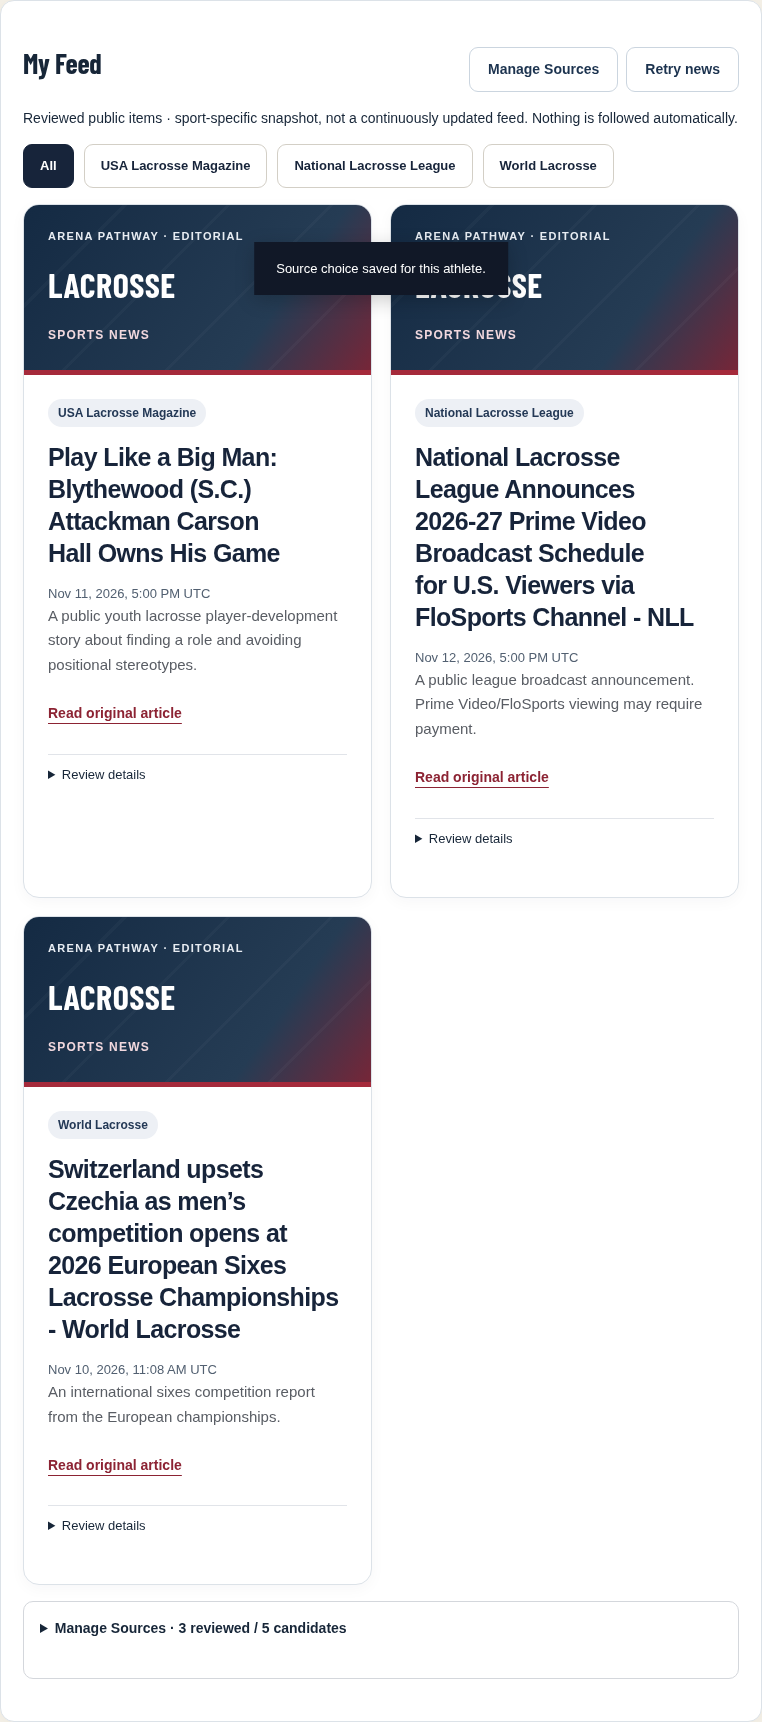 My Feed
Manage Sources
Retry news
Reviewed public items · sport-specific snapshot, not a continuously updated feed. Nothing is followed automatically.
All
USA Lacrosse Magazine
National Lacrosse League
World Lacrosse
ARENA PATHWAY · EDITORIAL
LACROSSE
SPORTS NEWS
USA Lacrosse Magazine
Play Like a Big Man:
Blythewood (S.C.)
Attackman Carson
Hall Owns His Game
Nov 11, 2026, 5:00 PM UTC
A public youth lacrosse player-development
story about finding a role and avoiding
positional stereotypes.
Read original article
Review details
ARENA PATHWAY · EDITORIAL
LACROSSE
SPORTS NEWS
Source choice saved for this athlete.
National Lacrosse League
National Lacrosse
League Announces
2026-27 Prime Video
Broadcast Schedule
for U.S. Viewers via
FloSports Channel - NLL
Nov 12, 2026, 5:00 PM UTC
A public league broadcast announcement.
Prime Video/FloSports viewing may require
payment.
Read original article
Review details
ARENA PATHWAY · EDITORIAL
LACROSSE
SPORTS NEWS
World Lacrosse
Switzerland upsets
Czechia as men’s
competition opens at
2026 European Sixes
Lacrosse Championships
- World Lacrosse
Nov 10, 2026, 11:08 AM UTC
An international sixes competition report
from the European championships.
Read original article
Review details
Manage Sources · 3 reviewed / 5 candidates